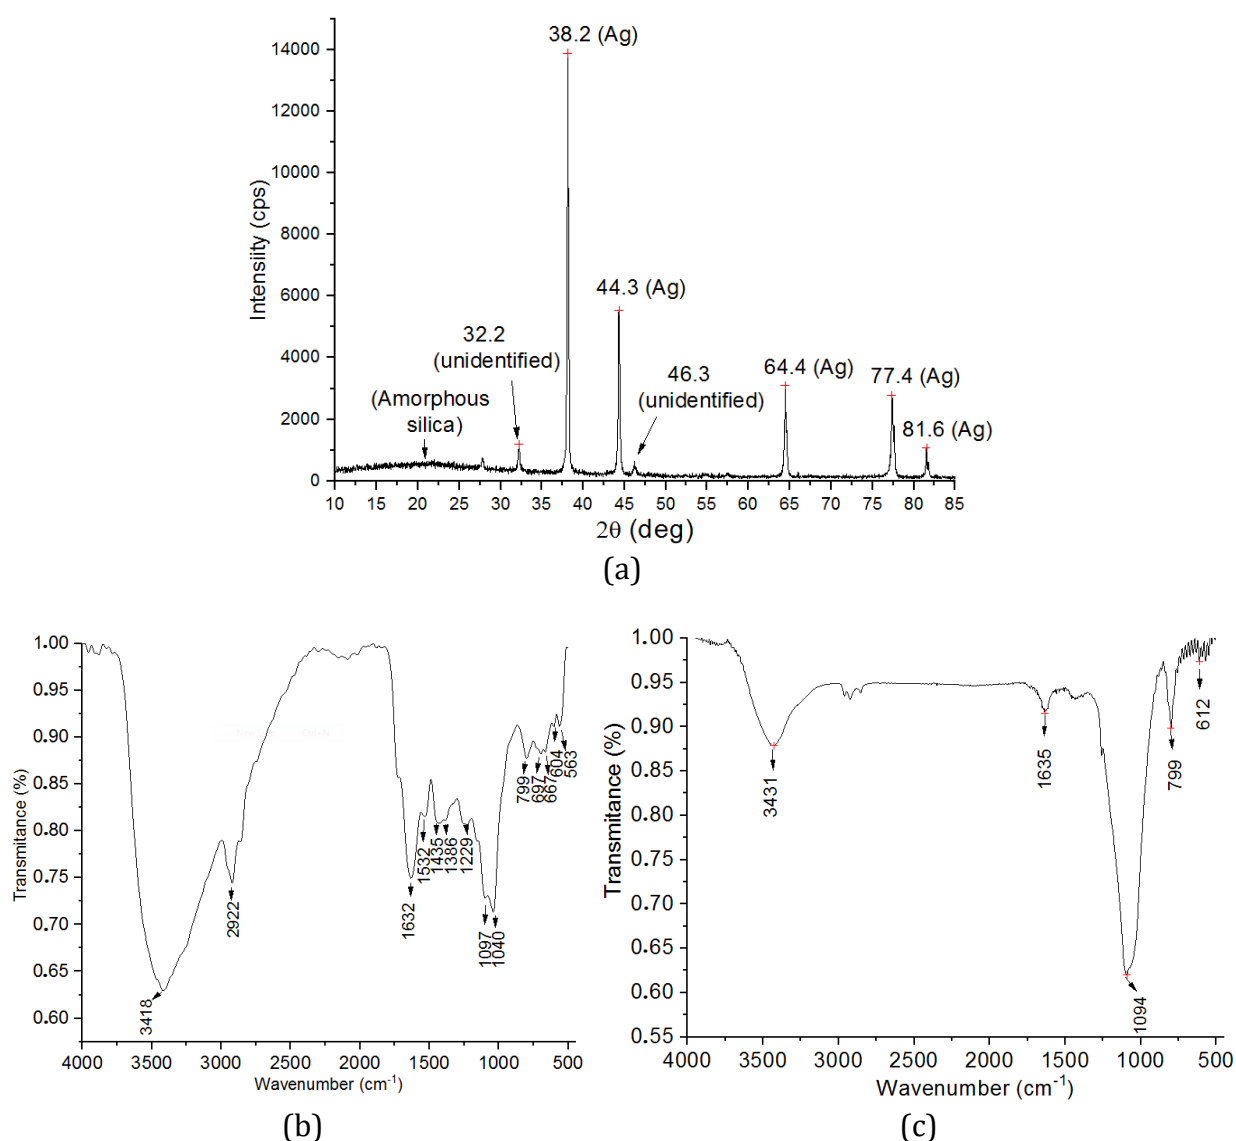 14000
12000
10000
8000
6000
4000
2000
0
Intensiity (cps)
38.2 (Ag)
44.3 (Ag)
32.2
(unidentified)
46.3
(unidentified)
64.4 (Ag)
77.4 (Ag)
81.6 (Ag)
(Amorphous
silica)
10 15 20 25 30 35 40 45 50 55 60 65 70 75 80 85
2θ (deg)
(a)
1.00
0.95
0.90
0.85
0.80
0.75
0.70
0.65
0.60
Transmitance (%)
3418
2922
1632
1532
1435
1386
1229
1097
1040
799
697
667
604
563
4000 3500 3000 2500 2000 1500 1000 500
Wavenumber (cm⁻¹)
(b)
1.00
0.95
0.90
0.85
0.80
0.75
0.70
0.65
0.60
0.55
Transmitance (%)
3431
1635
1094
799
612
4000 3500 3000 2500 2000 1500 1000 500
Wavenumber (cm⁻¹)
(c)